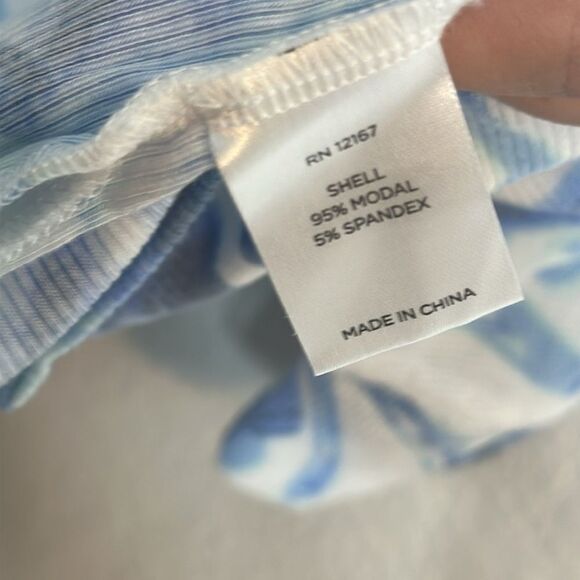 RN 12167
SHELL
95% MODAL
5% SPANDEX
MADE IN CHINA